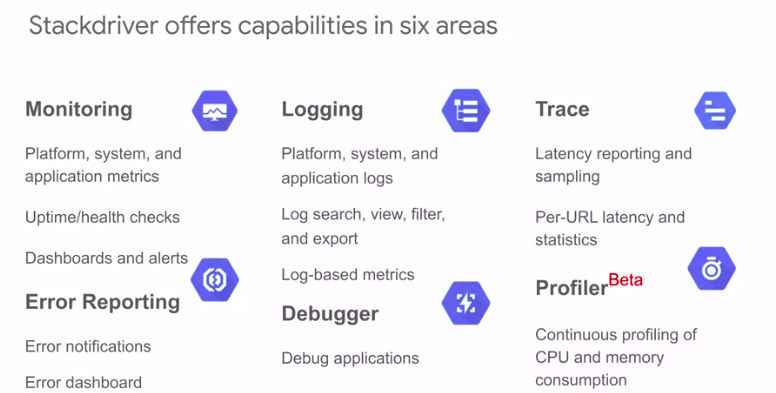 Stackdriver offers capabilities in six areas
Monitoring
Platform, system, and
application metrics
Uptime/health checks
Dashboards and alerts
Error Reporting
Error notifications
Error dashboard
Logging
Platform, system, and
application logs
Log search, view, filter,
and export
Log-based metrics
Debugger
Debug applications
Trace
Latency reporting and
sampling
Per-URL latency and
statistics
Profiler Beta
Continuous profiling of
CPU and memory
consumption